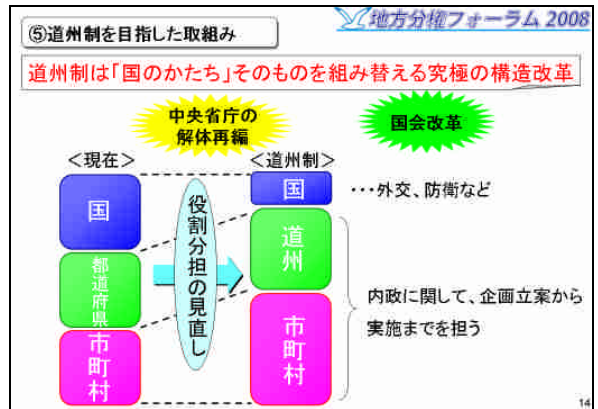 ⑤道州制を目指した取組み
地方分権フォーラム 2008
道州制は「国のかたち」そのものを組み替える究極の構造改革
中央省庁の
解体再編
国会改革
＜現在＞
＜道州制＞
国
都道府県
市町村
役割分担の見直し
国
道州
市町村
・・・外交、防衛など
内政に関して、企画立案から
実施までを担う
14